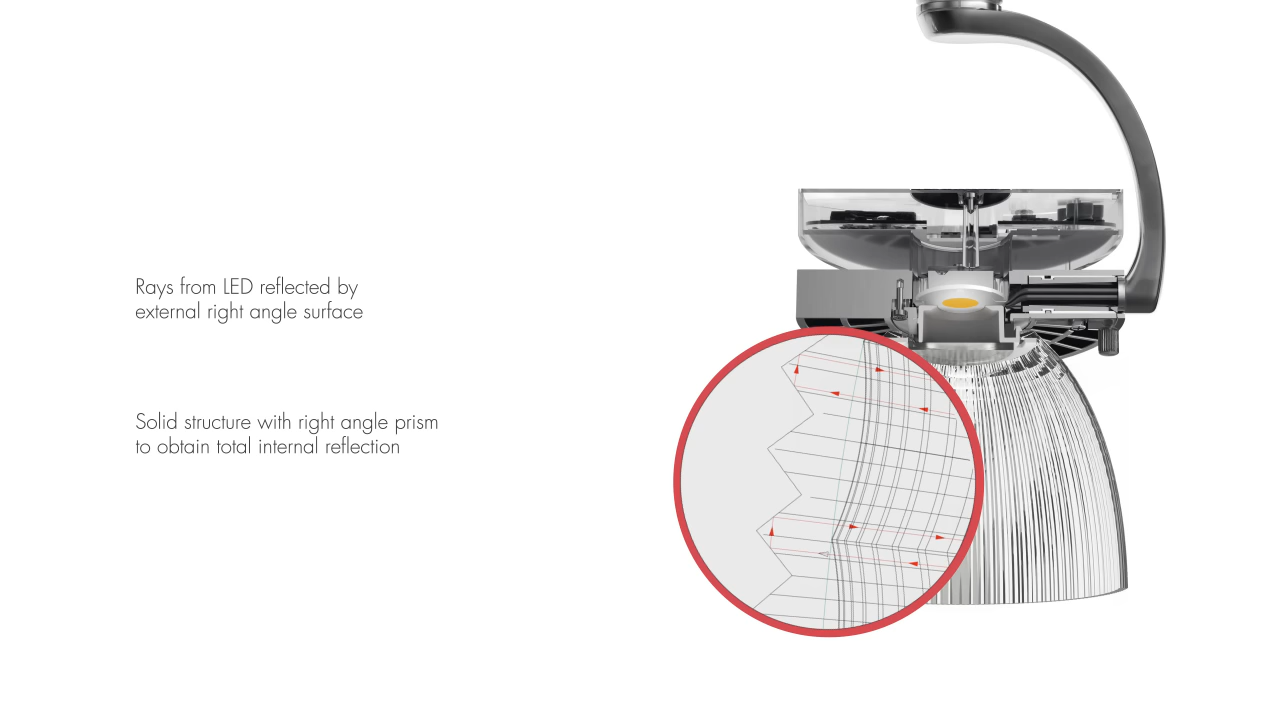 Rays from LED reflected by
external right angle surface
Solid structure with right angle prism
to obtain total internal reflection